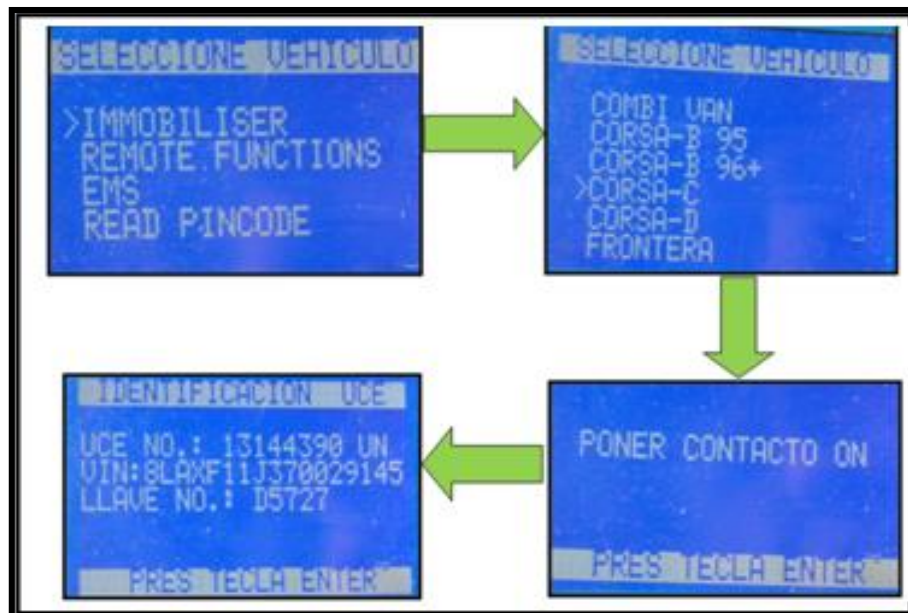 SELECCIONE VEHICULO
>IMMOBILISER
REMOTE FUNCTIONS
EMS
READ PINCODE
SELECCIONE VEHICULO
COMBI VAN
CORSA-B 95
CORSA-B 96+
>CORSA-C
CORSA-D
FRONTERA
PONER CONTACTO ON
PRES TECLA ENTER
IDENTIFICACION UCE
UCE NO.: 13144390 UN
VIN:8LAXF11J370029145
LLAVE NO.: D5727
PRES TECLA ENTER